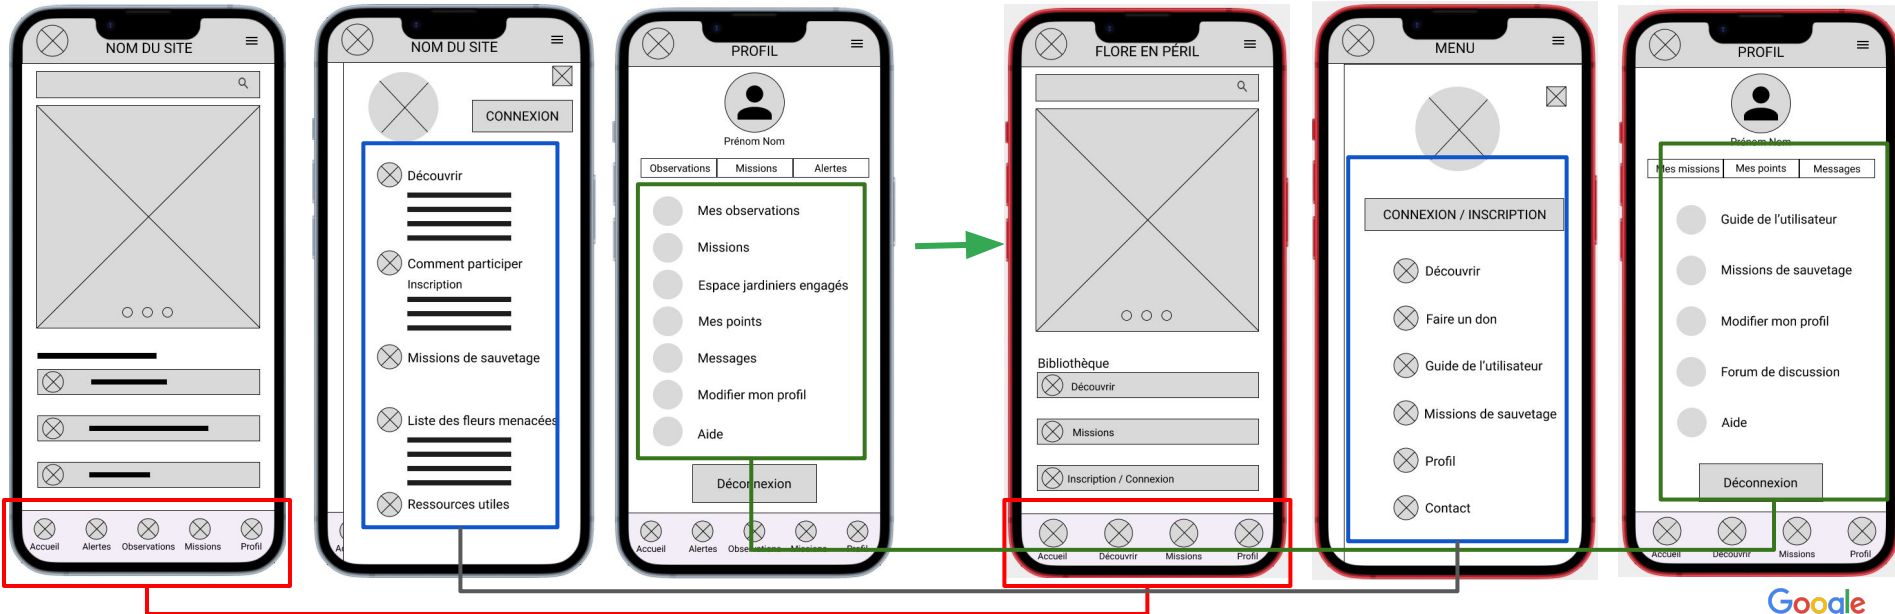 NOM DU SITE
Accueil
Alertes
Observations
Missions
Profil
NOM DU SITE
CONNEXION
Découvrir
Comment participer
Inscription
Missions de sauvetage
Liste des fleurs menacées
Ressources utiles
PROFIL
Prénom Nom
Observations
Missions
Alertes
Mes observations
Missions
Espace jardiniers engagés
Mes points
Messages
Modifier mon profil
Aide
Déconnexion
Accueil
Alertes
Observations
Missions
Profil
FLORE EN PÉRIL
Bibliothèque
Découvrir
Missions
Inscription / Connexion
Accueil
Découvrir
Missions
Profil
MENU
CONNEXION / INSCRIPTION
Découvrir
Faire un don
Guide de l'utilisateur
Missions de sauvetage
Profil
Contact
PROFIL
Prénom Nom
Mes missions
Mes points
Messages
Guide de l'utilisateur
Missions de sauvetage
Modifier mon profil
Forum de discussion
Aide
Déconnexion
Accueil
Découvrir
Missions
Profil
Google